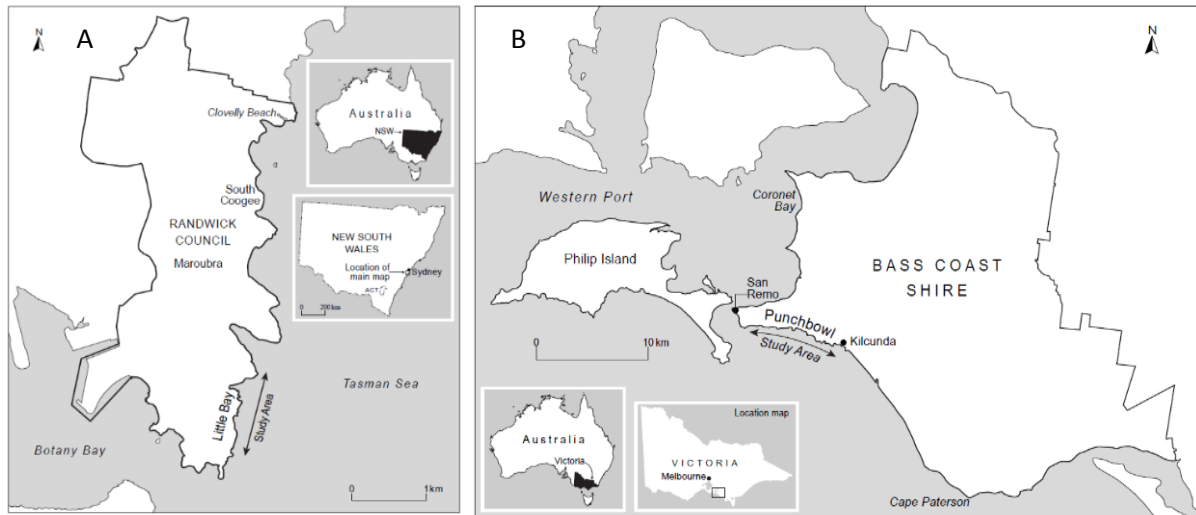 A
N
Clovelly Beach
South
Coogee
RANDWICK
COUNCIL
Maroubra
Little Bay
Study Area
Botany Bay
Tasman Sea
0 1km
Australia
NSW
NEW SOUTH
WALES
Location of
main map
Sydney
ACT
0 200km
B
N
Western Port
Coronet
Bay
Philip Island
San
Remo
Punchbowl
Study Area
Kilcunda
BASS COAST
SHIRE
0 10 km
Cape Paterson
Australia
Victoria
Location map
VICTORIA
Melbourne